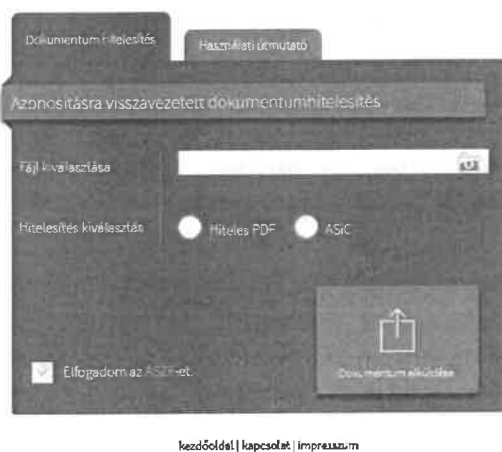 Dokumentum hitelesítés
Használati útmutató
Azonosításra visszavezetett dokumentumhitelesítés
Fájl kiválasztása
Hitelesítés kiválasztás
Hiteles PDF
ASiC
Elfogadom az ÁSZF-et.
Dokumentum elküldése
kezdőoldal | kapcsolat | impresszum